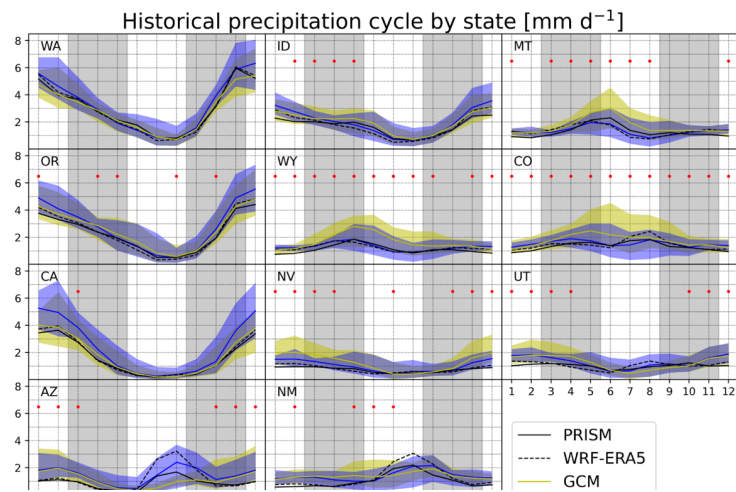 Historical precipitation cycle by state [mm d⁻¹]
8
6
4
2
WA
ID
MT
8
6
4
2
OR
WY
CO
8
6
4
2
CA
NV
UT
8
6
4
2
AZ
NM
1 2 3 4 5 6 7 8 9 10 11 12
PRISM
WRF-ERA5
GCM